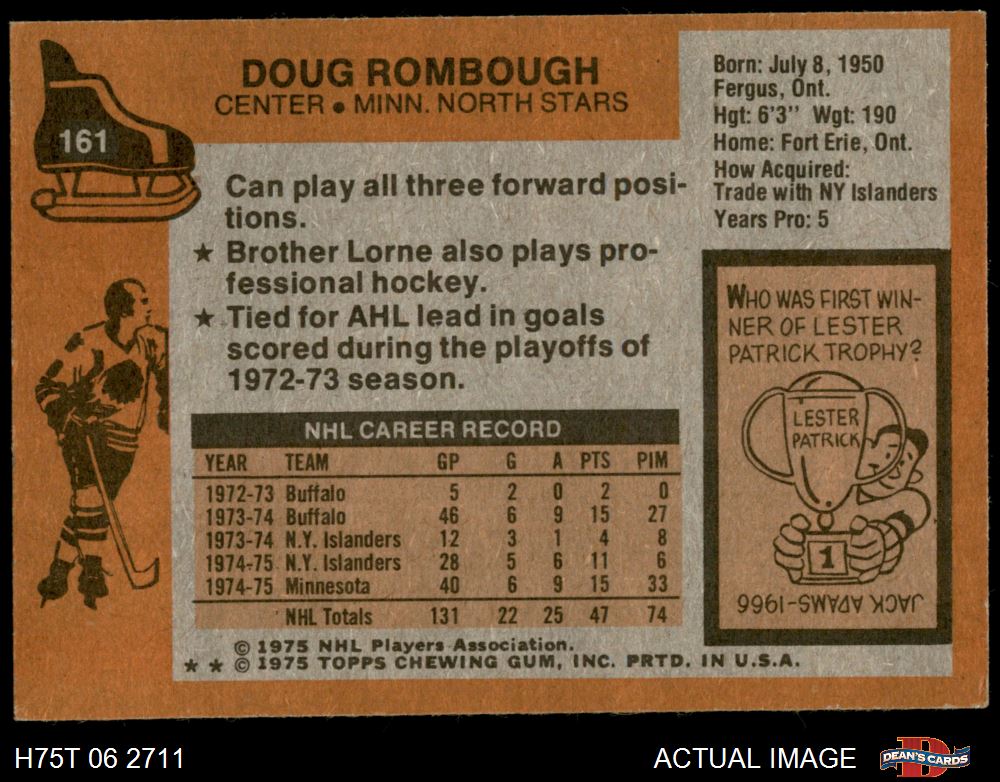 161
DOUG ROMBOUGH
CENTER • MINN. NORTH STARS
Born: July 8, 1950
Fergus, Ont.
Hgt: 6'3" Wgt: 190
Home: Fort Erie, Ont.
How Acquired:
Trade with NY Islanders
Years Pro: 5
Can play all three forward posi-
tions.
★ Brother Lorne also plays pro-
fessional hockey.
★ Tied for AHL lead in goals
scored during the playoffs of
1972-73 season.
NHL CAREER RECORD
YEAR TEAM GP G A PTS PIM
1972-73 Buffalo 5 2 0 2 0
1973-74 Buffalo 46 6 9 15 27
1973-74 N.Y. Islanders 12 3 1 4 8
1974-75 N.Y. Islanders 28 5 6 11 6
1974-75 Minnesota 40 6 9 15 33
NHL Totals 131 22 25 47 74
© 1975 NHL Players Association.
★ ★ © 1975 TOPPS CHEWING GUM, INC. PRTD. IN U.S.A.
WHO WAS FIRST WIN-
NER OF LESTER
PATRICK TROPHY?
LESTER
PATRICK
1
JACK ADAMS-1966
H75T 06 2711
ACTUAL IMAGE
D
DEAN'S CARDS